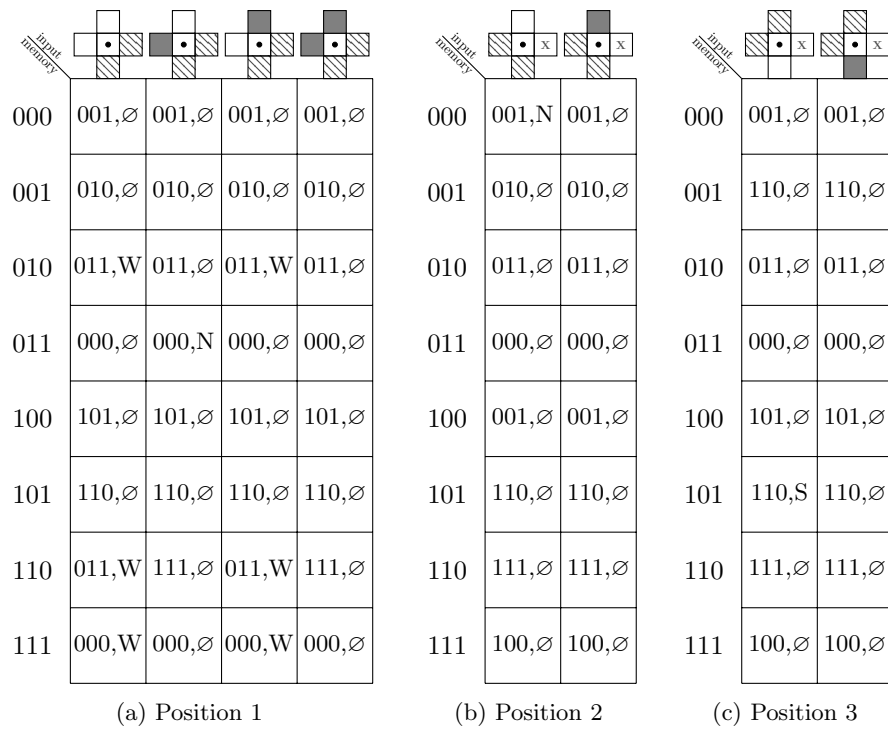 input
memory
x
x x
000 001,∅ 001,∅ 001,∅ 001,∅
001 010,∅ 010,∅ 010,∅ 010,∅
010 011,W 011,∅ 011,W 011,∅
011 000,∅ 000,N 000,∅ 000,∅
100 101,∅ 101,∅ 101,∅ 101,∅
101 110,∅ 110,∅ 110,∅ 110,∅
110 011,W 111,∅ 011,W 111,∅
111 000,W 000,∅ 000,W 000,∅
(a) Position 1
input
memory
x x
000 001,N 001,∅
001 010,∅ 010,∅
010 011,∅ 011,∅
011 000,∅ 000,∅
100 001,∅ 001,∅
101 110,∅ 110,∅
110 111,∅ 111,∅
111 100,∅ 100,∅
(b) Position 2
input
memory
x x
000 001,∅ 001,∅
001 110,∅ 110,∅
010 011,∅ 011,∅
011 000,∅ 000,∅
100 101,∅ 101,∅
101 110,S 110,∅
110 111,∅ 111,∅
111 100,∅ 100,∅
(c) Position 3